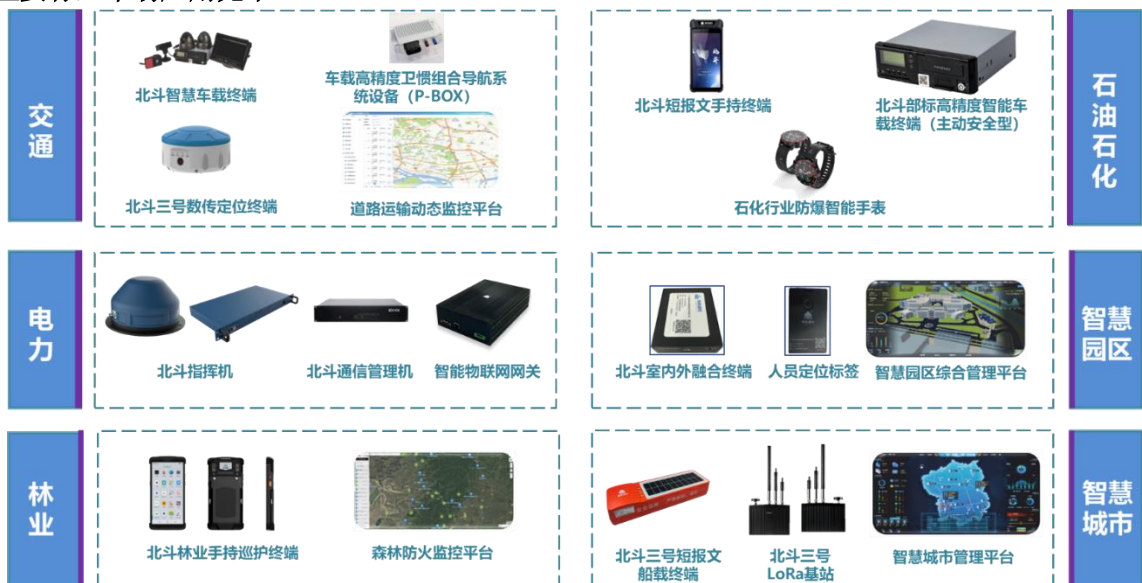 交通
北斗智慧车载终端
车载高精度卫惯组合导航系
统设备（P-BOX）
北斗三号数传定位终端
道路运输动态监控平台
石油石化
北斗短报文手持终端
北斗部标高精度智能车
载终端（主动安全型）
石化行业防爆智能手表
电力
北斗指挥机
北斗通信管理机
智能物联网网关
智慧
园区
北斗室内外融合终端
人员定位标签
智慧园区综合管理平台
林业
北斗林业手持巡护终端
森林防火监控平台
智慧
城市
北斗三号短报文
船载终端
北斗三号
LoRa基站
智慧城市管理平台